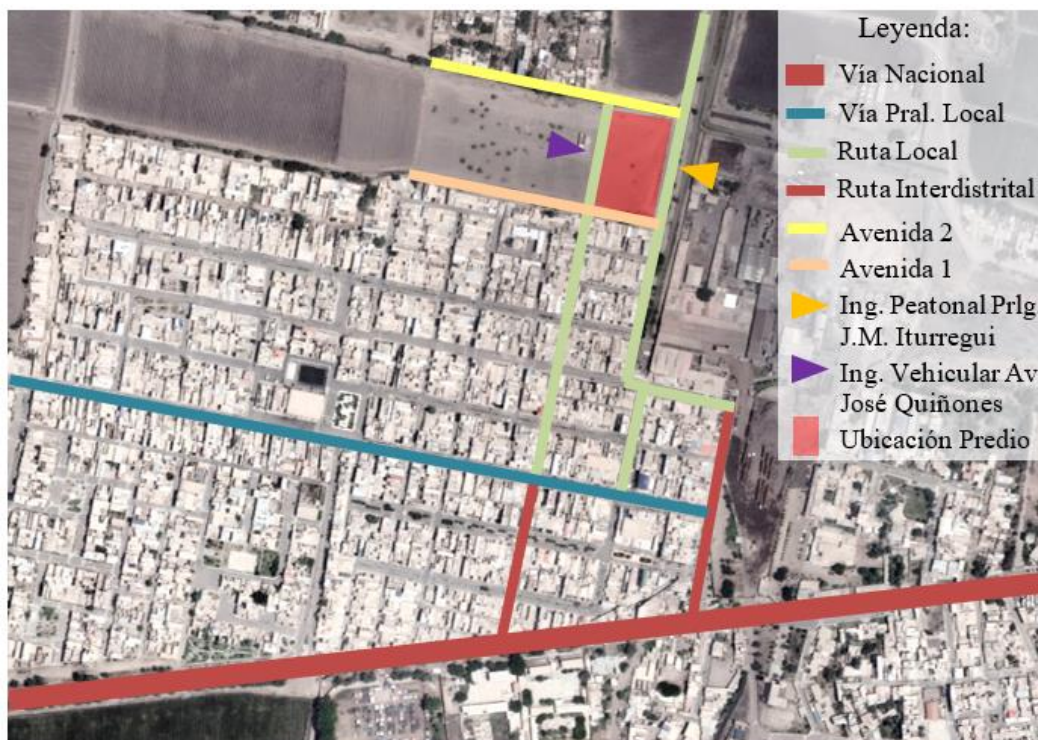 Leyenda:
Vía Nacional
Vía Pral. Local
Ruta Local
Ruta Interdistrital
Avenida 2
Avenida 1
Ing. Peatonal Prlg
J.M. Iturregui
Ing. Vehicular Av
José Quiñones
Ubicación Predio